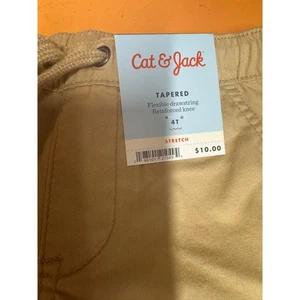 Cat & Jack
TAPERED
Flexible drawstring
Reinforced knee
"4T"
STRETCH
$10.00